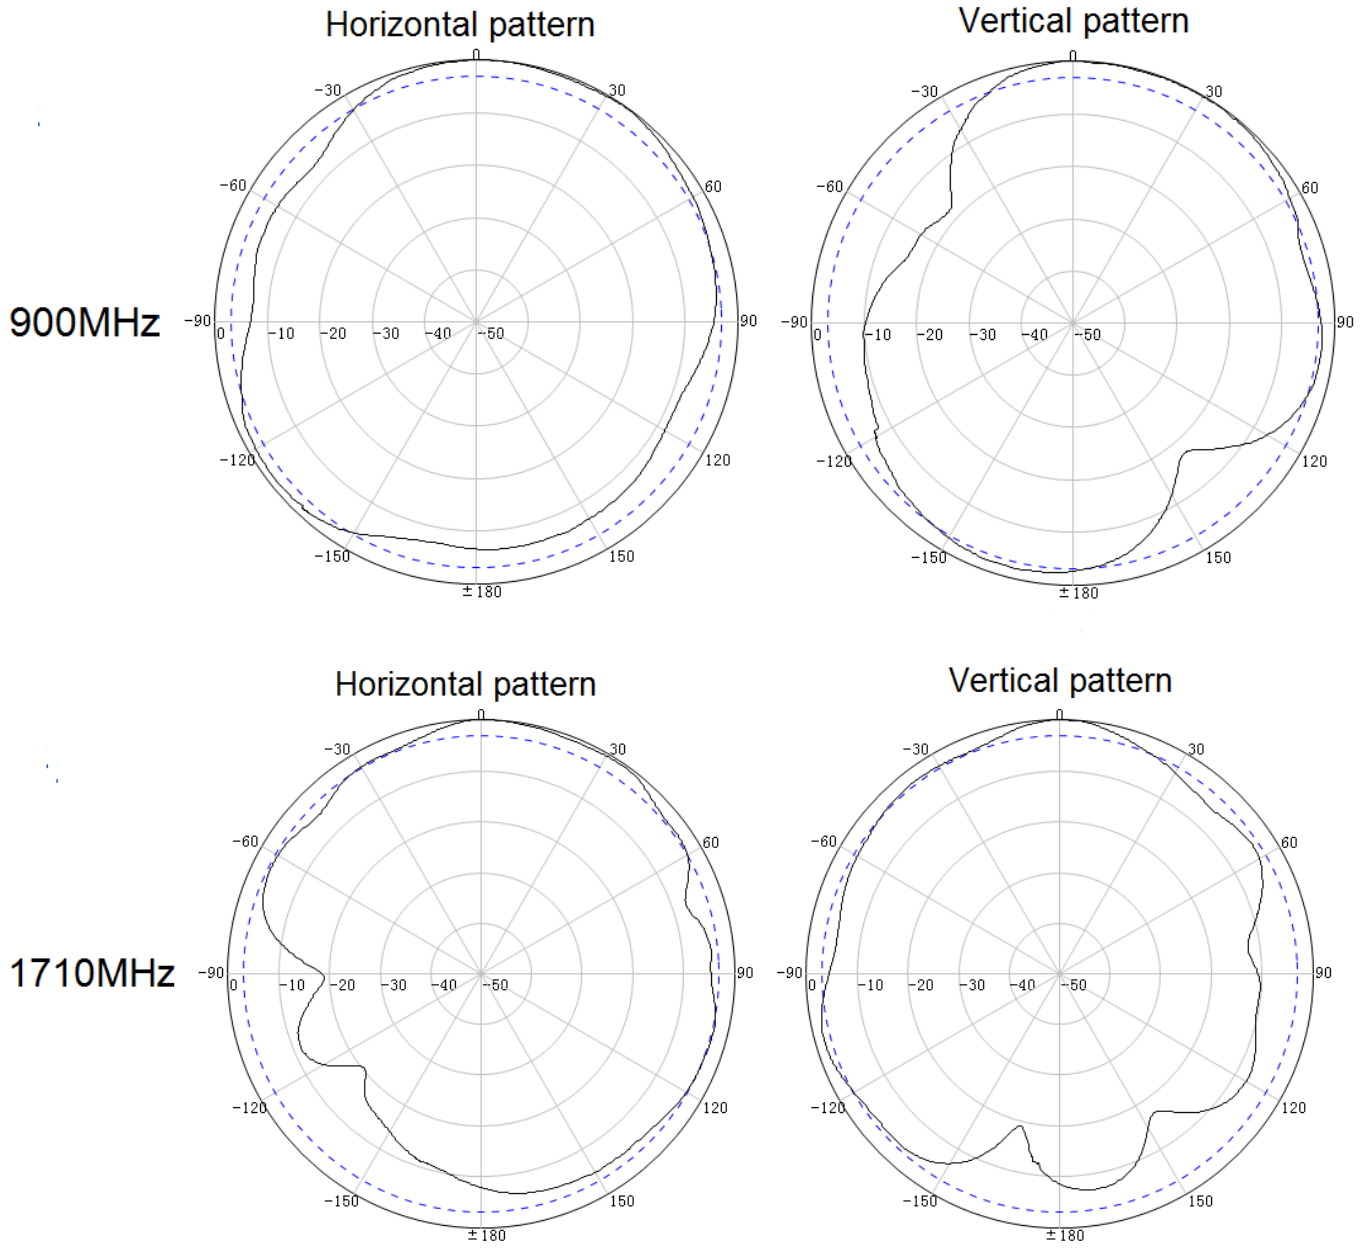 Horizontal pattern Vertical pattern
0 0
-30 30 -30 30
-60 60 -60 60
900MHz -90 0 -10 -20 -30 -40 -50 90 -90 0 -10 -20 -30 -40 -50 90
-120 120 -120 120
-150 150 -150 150
±180 ±180
Horizontal pattern Vertical pattern
0 0
-30 30 -30 30
-60 60 -60 60
1710MHz -90 0 -10 -20 -30 -40 -50 90 -90 0 -10 -20 -30 -40 -50 90
-120 120 -120 120
-150 150 -150 150
±180 ±180